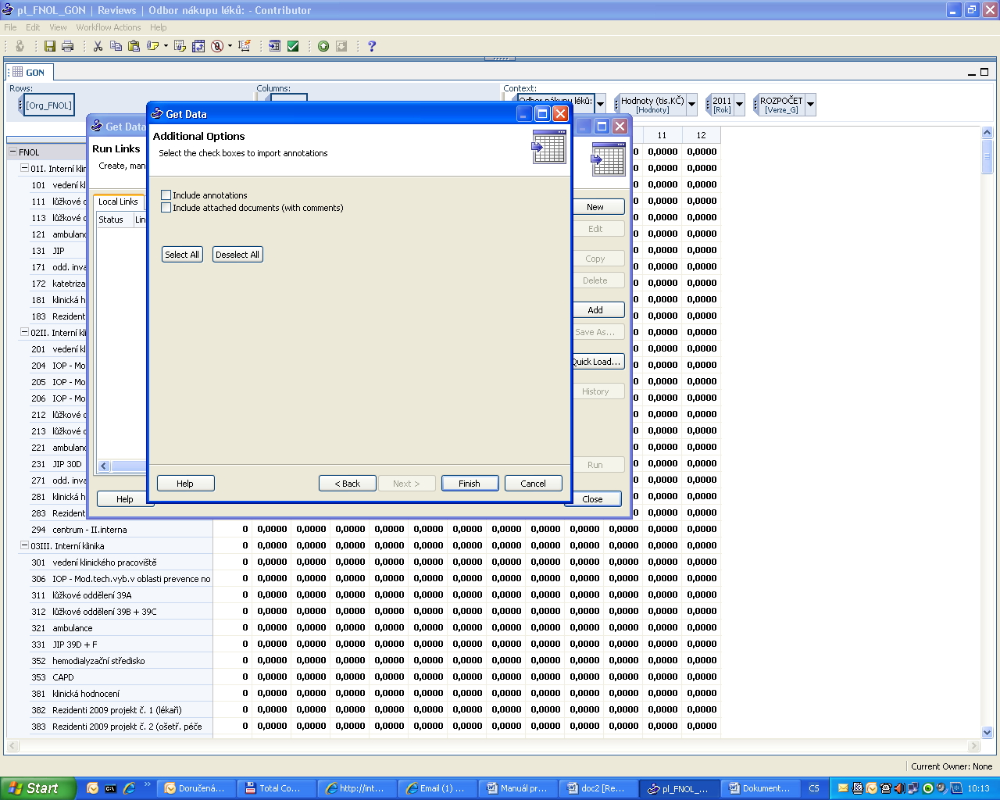 pl_FNOL_GON | Reviews | Odbor nákupu léků: - Contributor
File Edit View Workflow Actions Help
GON
Rows: Columns: Context:
[Org_FNOL]
Odbor nákupu léků:
Hodnoty (tis.KČ)
[Hodnoty]
2011
[Rok]
ROZPOČET
[Verze_G]
Get Data
Run Links
Create, man
Local Links
Status Lin
Get Data
Additional Options
Select the check boxes to import annotations
Include annotations
Include attached documents (with comments)
Select All Deselect All
Help < Back Next > Finish Cancel
New
Edit
Copy
Delete
Add
Save As...
Quick Load...
History
Run
Help Close
11 12
FNOL 0 0,0000 0,0000
01I. Interní klin 0 0,0000 0,0000
101 vedení kl 0 0,0000 0,0000
111 lůžkové o 0 0,0000 0,0000
113 lůžkové o 0 0,0000 0,0000
121 ambulanc 0 0,0000 0,0000
131 JIP 0 0,0000 0,0000
171 odd. inva 0 0,0000 0,0000
172 katetriza 0 0,0000 0,0000
181 klinická h 0 0,0000 0,0000
183 Rezident 0 0,0000 0,0000
02II. Interní kli 0 0,0000 0,0000
201 vedení kl 0 0,0000 0,0000
204 IOP - Mo 0 0,0000 0,0000
205 IOP - Mo 0 0,0000 0,0000
206 IOP - Mo 0 0,0000 0,0000
212 lůžkové o 0 0,0000 0,0000
213 lůžkové o 0 0,0000 0,0000
221 ambulanc 0 0,0000 0,0000
231 JIP 30D 0 0,0000 0,0000
271 odd. inva 0 0,0000 0,0000
281 klinická h 0 0,0000 0,0000
283 Rezident 0 0,0000 0,0000
294 centrum - II.interna 0 0,0000 0,0000 0,0000 0,0000 0,0000 0,0000 0,0000 0,0000 0,0000 0,0000 0,0000 0,0000
03III. Interní klinika 0 0,0000 0,0000 0,0000 0,0000 0,0000 0,0000 0,0000 0,0000 0,0000 0,0000 0,0000 0,0000
301 vedení klinického pracoviště 0 0,0000 0,0000 0,0000 0,0000 0,0000 0,0000 0,0000 0,0000 0,0000 0,0000 0,0000 0,0000
306 IOP - Mod.tech.vyb.v oblasti prevence no 0 0,0000 0,0000 0,0000 0,0000 0,0000 0,0000 0,0000 0,0000 0,0000 0,0000 0,0000 0,0000
311 lůžkové oddělení 39A 0 0,0000 0,0000 0,0000 0,0000 0,0000 0,0000 0,0000 0,0000 0,0000 0,0000 0,0000 0,0000
312 lůžkové oddělení 39B + 39C 0 0,0000 0,0000 0,0000 0,0000 0,0000 0,0000 0,0000 0,0000 0,0000 0,0000 0,0000 0,0000
321 ambulance 0 0,0000 0,0000 0,0000 0,0000 0,0000 0,0000 0,0000 0,0000 0,0000 0,0000 0,0000 0,0000
331 JIP 39D + F 0 0,0000 0,0000 0,0000 0,0000 0,0000 0,0000 0,0000 0,0000 0,0000 0,0000 0,0000 0,0000
352 hemodialyzační středisko 0 0,0000 0,0000 0,0000 0,0000 0,0000 0,0000 0,0000 0,0000 0,0000 0,0000 0,0000 0,0000
353 CAPD 0 0,0000 0,0000 0,0000 0,0000 0,0000 0,0000 0,0000 0,0000 0,0000 0,0000 0,0000 0,0000
381 klinická hodnocení 0 0,0000 0,0000 0,0000 0,0000 0,0000 0,0000 0,0000 0,0000 0,0000 0,0000 0,0000 0,0000
382 Rezidenti 2009 projekt č. 1 (lékaři) 0 0,0000 0,0000 0,0000 0,0000 0,0000 0,0000 0,0000 0,0000 0,0000 0,0000 0,0000 0,0000
383 Rezidenti 2009 projekt č. 2 (ošetř. péče 0 0,0000 0,0000 0,0000 0,0000 0,0000 0,0000 0,0000 0,0000 0,0000 0,0000 0,0000 0,0000
Current Owner: None
Start Doručená... Total Co... http://int... Email (1) ... Manuál pr... doc2 [Re... pl_FNOL_... Dokument... CS 10:13